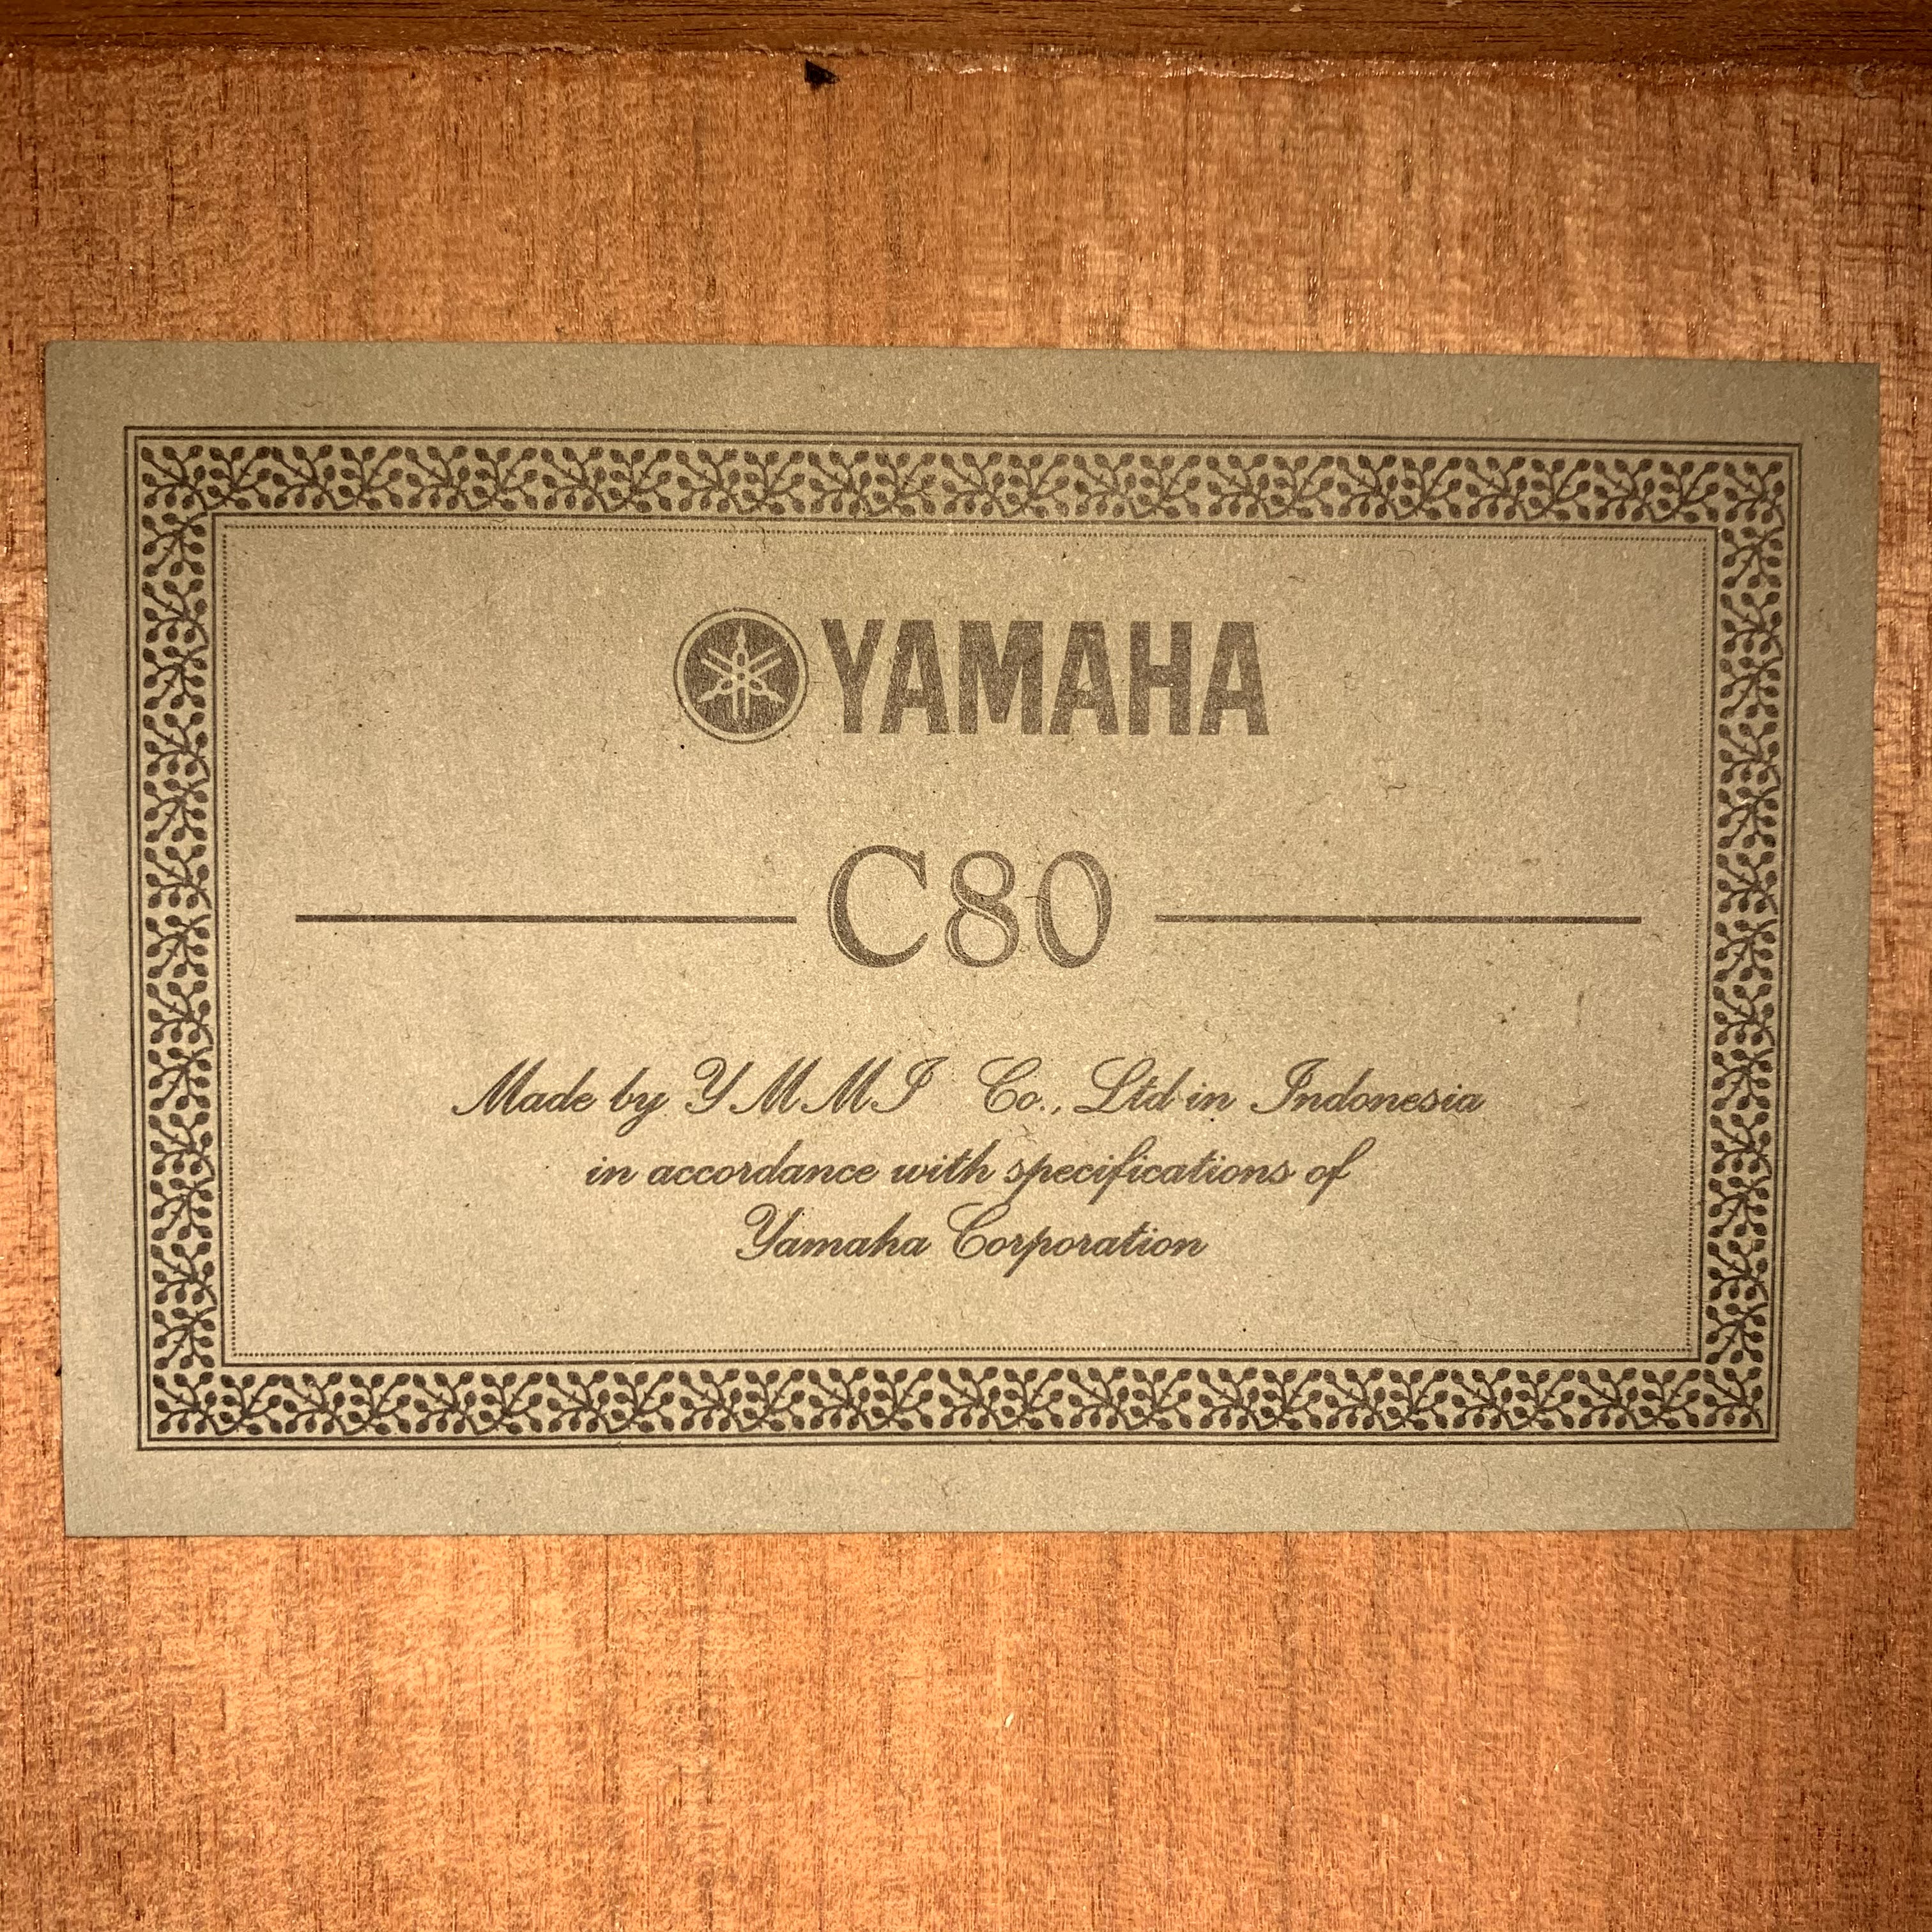 YAMAHA
C80
Made by YMMI Co., Ltd in Indonesia
in accordance with specifications of
Yamaha Corporation